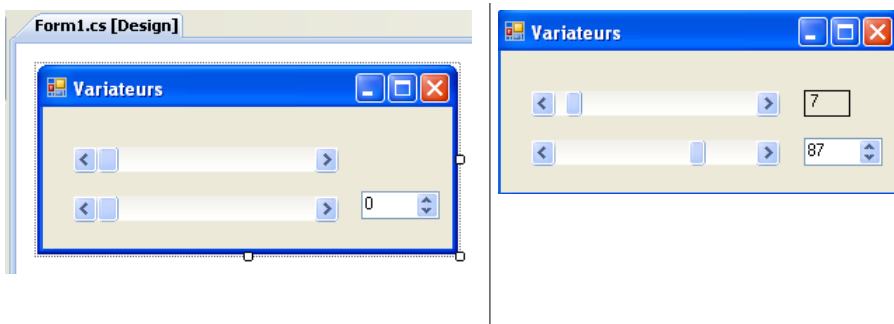 Form1.cs [Design]
Variateurs
0
Variateurs
7
87